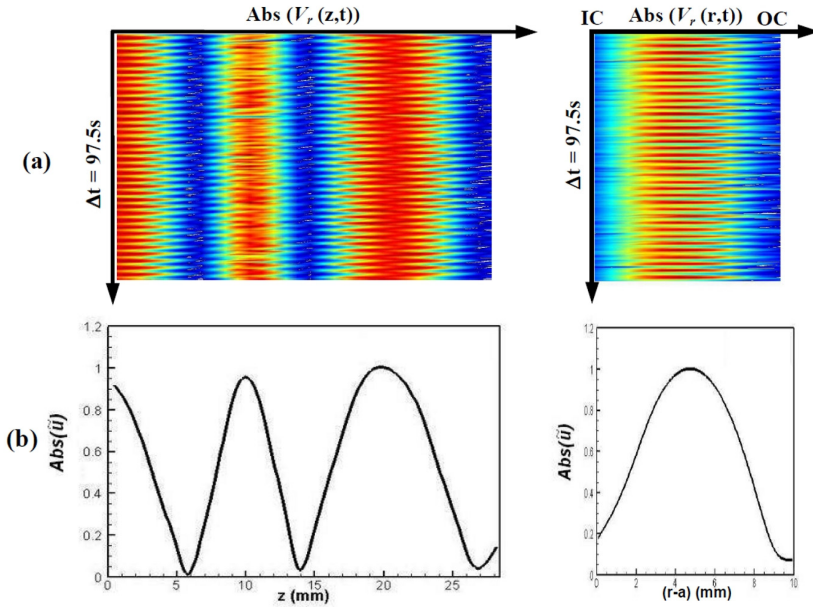 Abs (V_r (z,t))
IC Abs (V_r (r,t)) OC
(a)
Δt = 97.5s
Δt = 97.5s
(b)
Abs(ũ)
1.2
1
0.8
0.6
0.4
0.2
0
0 5 10 15 20 25
z (mm)
Abs(ũ)
1.2
1
0.8
0.6
0.4
0.2
0
0 2 4 6 8 10
(r-a) (mm)